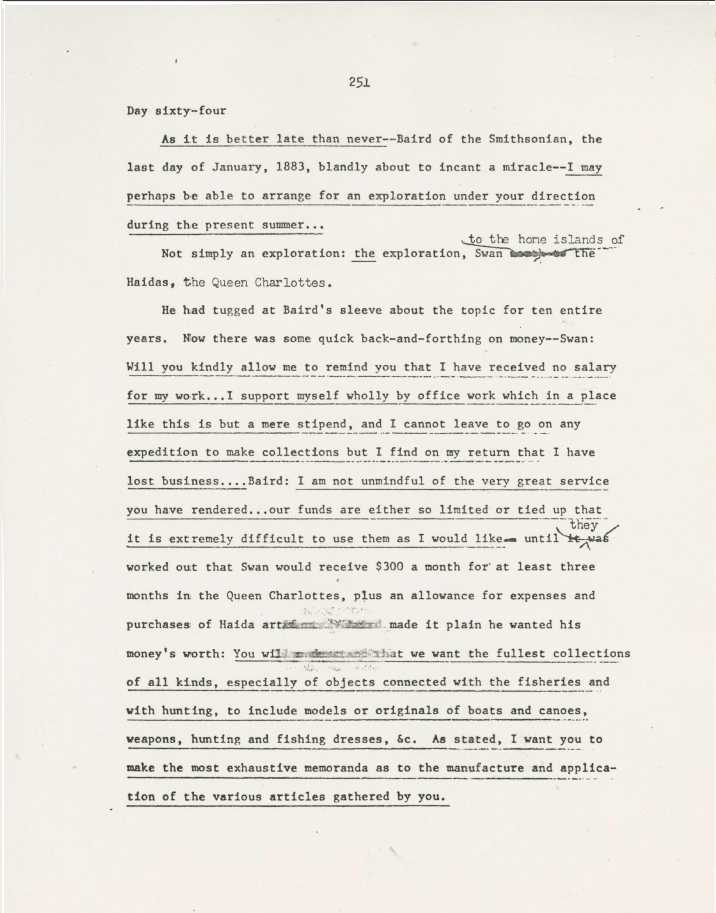 251
Day sixty-four
As it is better late than never--Baird of the Smithsonian, the
last day of January, 1883, blandly about to incant a miracle--I may
perhaps be able to arrange for an exploration under your direction
during the present summer...
to the home islands of
Not simply an exploration: the exploration, Swan the
Haidas, the Queen Charlottes.
He had tugged at Baird's sleeve about the topic for ten entire
years. Now there was some quick back-and-forthing on money--Swan:
Will you kindly allow me to remind you that I have received no salary
for my work...I support myself wholly by office work which in a place
like this is but a mere stipend, and I cannot leave to go on any
expedition to make collections but I find on my return that I have
lost business....Baird: I am not unmindful of the very great service
you have rendered...our funds are either so limited or tied up that
they
it is extremely difficult to use them as I would like- until it was
worked out that Swan would receive $300 a month for at least three
months in the Queen Charlottes, plus an allowance for expenses and
purchases of Haida art made it plain he wanted his
money's worth: You will that we want the fullest collections
of all kinds, especially of objects connected with the fisheries and
with hunting, to include models or originals of boats and canoes,
weapons, hunting and fishing dresses, &c. As stated, I want you to
make the most exhaustive memoranda as to the manufacture and applica-
tion of the various articles gathered by you.